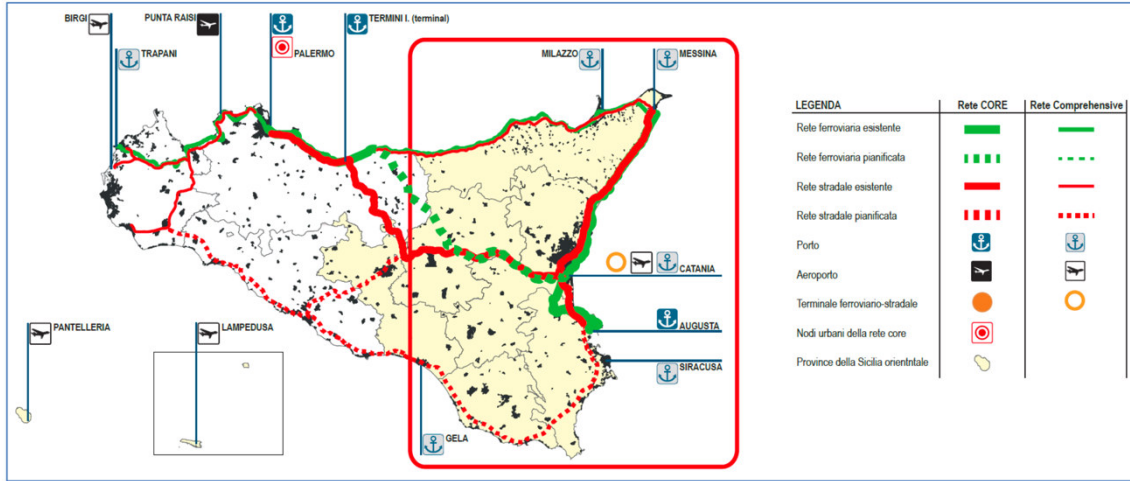 BIRGI
PUNTA RAISI
TERMINI I. (terminal)
TRAPANI
PALERMO
MILAZZO
MESSINA
CATANIA
AUGUSTA
SIRACUSA
GELA
PANTELLERIA
LAMPEDUSA
LEGENDA Rete CORE Rete Comprehensive
Rete ferroviaria esistente
Rete ferroviaria pianificata
Rete stradale esistente
Rete stradale pianificata
Porto
Aeroporto
Terminale ferroviano-stradale
Nodi urbani della rete core
Province della Sicilia orientntale